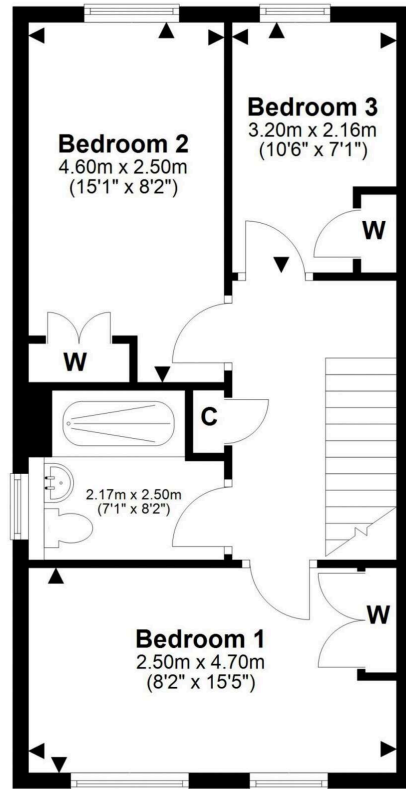 Bedroom 2
4.60m x 2.50m
(15'1" x 8'2")
Bedroom 3
3.20m x 2.16m
(10'6" x 7'1")
W
W
C
2.17m x 2.50m
(7'1" x 8'2")
Bedroom 1
2.50m x 4.70m
(8'2" x 15'5")
W